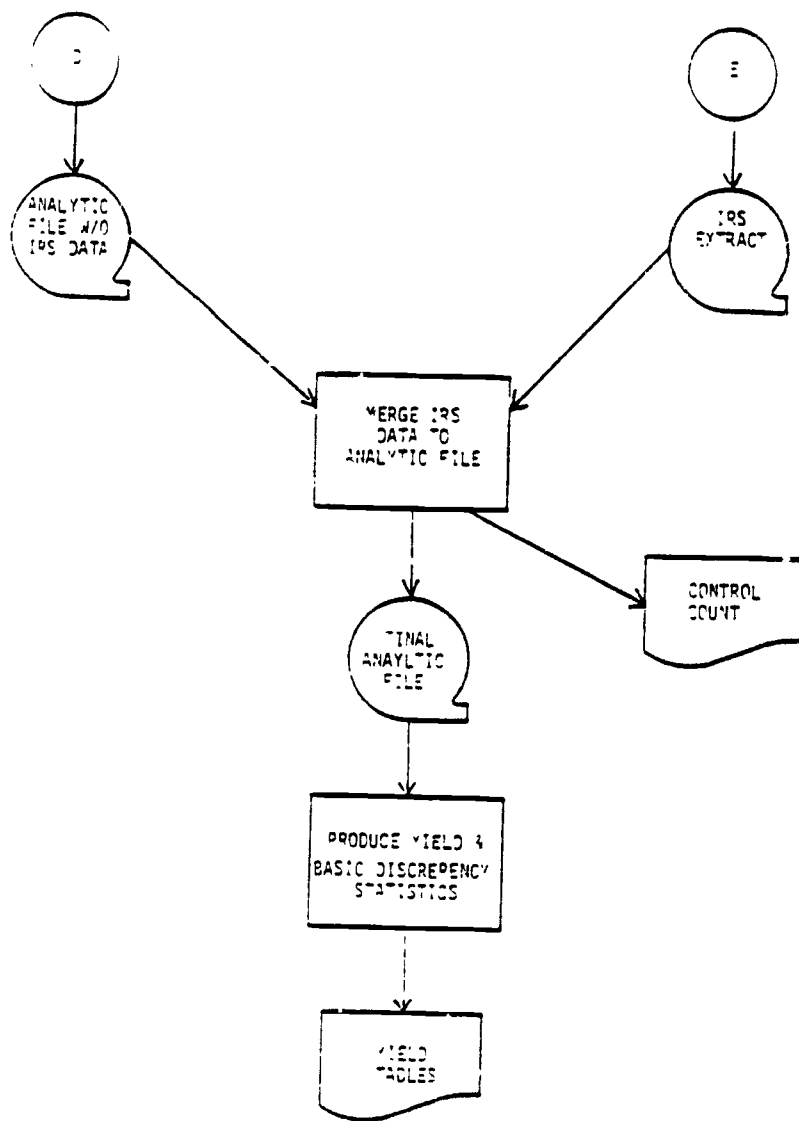 E
ANALYTIC
FILE W/O
IRS DATA
IRS
EXTRACT
MERGE IRS
DATA TO
ANALYTIC FILE
CONTROL
COUNT
FINAL
ANAYLTIC
FILE
PRODUCE YIELD &
BASIC DISCREPENCY
STATISTICS
YIELD
TABLES